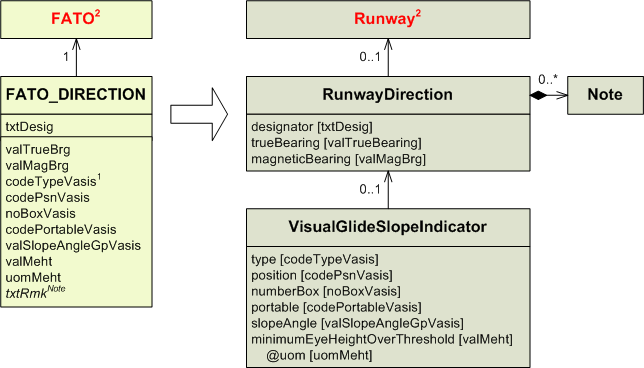 FATO2
1
FATO_DIRECTION
txtDesig
valTrueBrg
valMagBrg
codeTypeVasis1
codePsnVasis
noBoxVasis
codePortableVasis
valSlopeAngleGpVasis
valMeht
uomMeht
txtRmkNote
Runway2
0..1
RunwayDirection
designator [txtDesig]
trueBearing [valTrueBearing]
magneticBearing [valMagBrg]
0..*
Note
0..1
VisualGlideSlopeIndicator
type [codeTypeVasis]
position [codePsnVasis]
numberBox [noBoxVasis]
portable [codePortableVasis]
slopeAngle [valSlopeAngleGpVasis]
minimumEyeHeightOverThreshold [valMeht]
@uom [uomMeht]